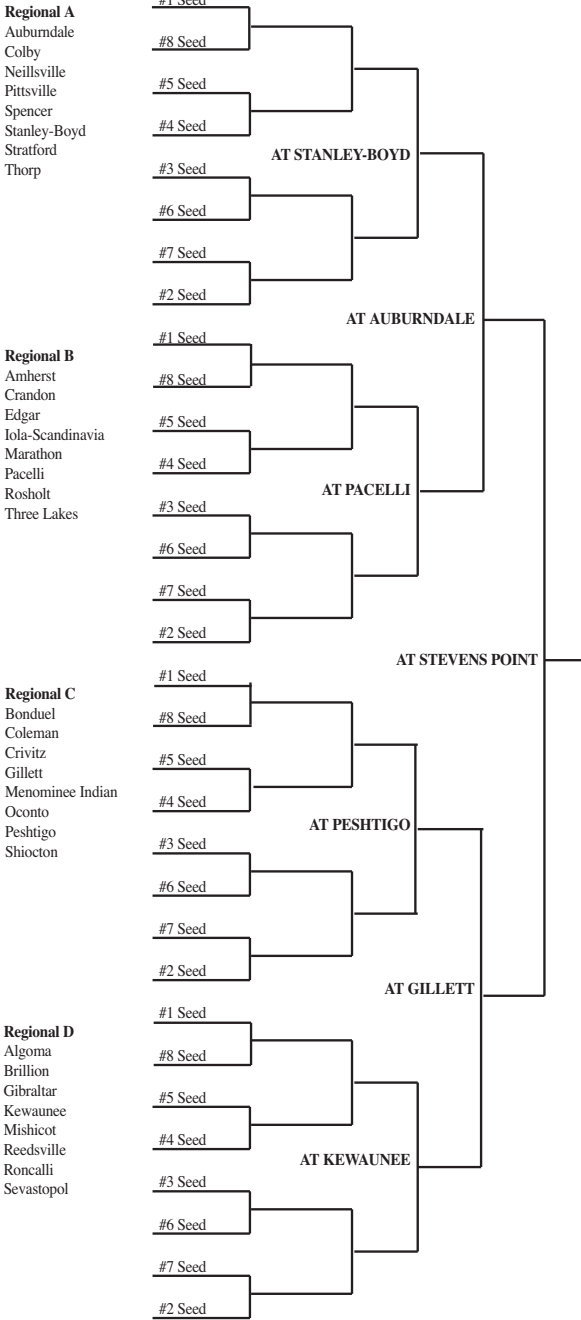 Regional A
Auburndale
Colby
Neillsville
Pittsville
Spencer
Stanley-Boyd
Stratford
Thorp
#1 Seed
#8 Seed
#5 Seed
#4 Seed
AT STANLEY-BOYD
#3 Seed
#6 Seed
#7 Seed
#2 Seed
AT AUBURNDALE
Regional B
Amherst
Crandon
Edgar
Iola-Scandinavia
Marathon
Pacelli
Rosholt
Three Lakes
#1 Seed
#8 Seed
#5 Seed
#4 Seed
AT PACELLI
#3 Seed
#6 Seed
#7 Seed
#2 Seed
AT STEVENS POINT
Regional C
Bonduel
Coleman
Crivitz
Gillett
Menominee Indian
Oconto
Peshtigo
Shiocton
#1 Seed
#8 Seed
#5 Seed
#4 Seed
AT PESHTIGO
#3 Seed
#6 Seed
#7 Seed
#2 Seed
AT GILLETT
Regional D
Algoma
Brillion
Gibraltar
Kewaunee
Mishicot
Reedsville
Roncalli
Sevastopol
#1 Seed
#8 Seed
#5 Seed
#4 Seed
AT KEWAUNEE
#3 Seed
#6 Seed
#7 Seed
#2 Seed